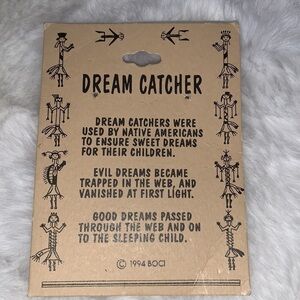 DREAM CATCHER
DREAM CATCHERS WERE
USED BY NATIVE AMERICANS
TO ENSURE SWEET DREAMS
FOR THEIR CHILDREN.
EVIL DREAMS BECAME
TRAPPED IN THE WEB, AND
VANISHED AT FIRST LIGHT.
GOOD DREAMS PASSED
THROUGH THE WEB AND ON
TO THE SLEEPING CHILD.
© 1994 BOCI